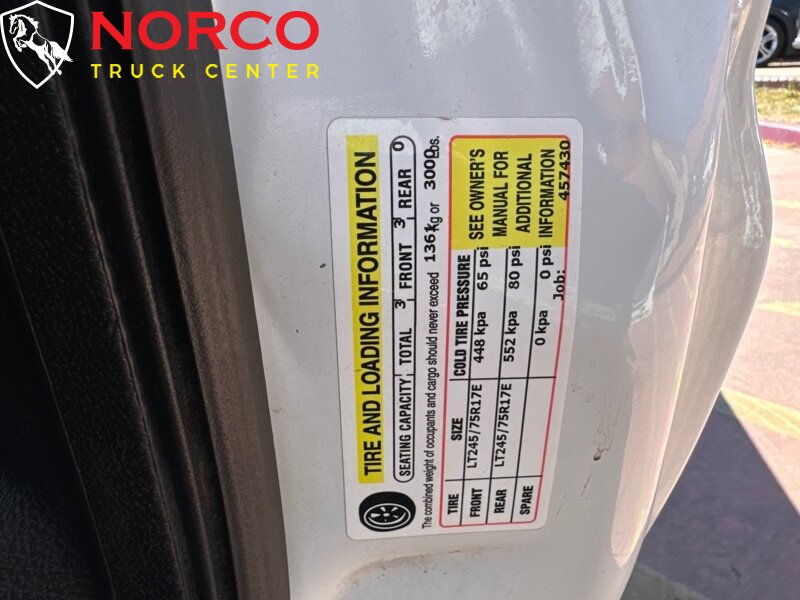 NORCO
TRUCK CENTER
TIRE AND LOADING INFORMATION
SEATING CAPACITY TOTAL 3 FRONT 3 REAR 0
The combined weight of occupants and cargo should never exceed 1361kg or 3000Lbs.
TIRE SIZE COLD TIRE PRESSURE SEE OWNER'S
FRONT LT245/75R17E 448 kpa 65 psi MANUAL FOR
REAR LT245/75R17E 552 kpa 80 psi ADDITIONAL
SPARE 0 kpa 0 psi INFORMATION
Job: 457430